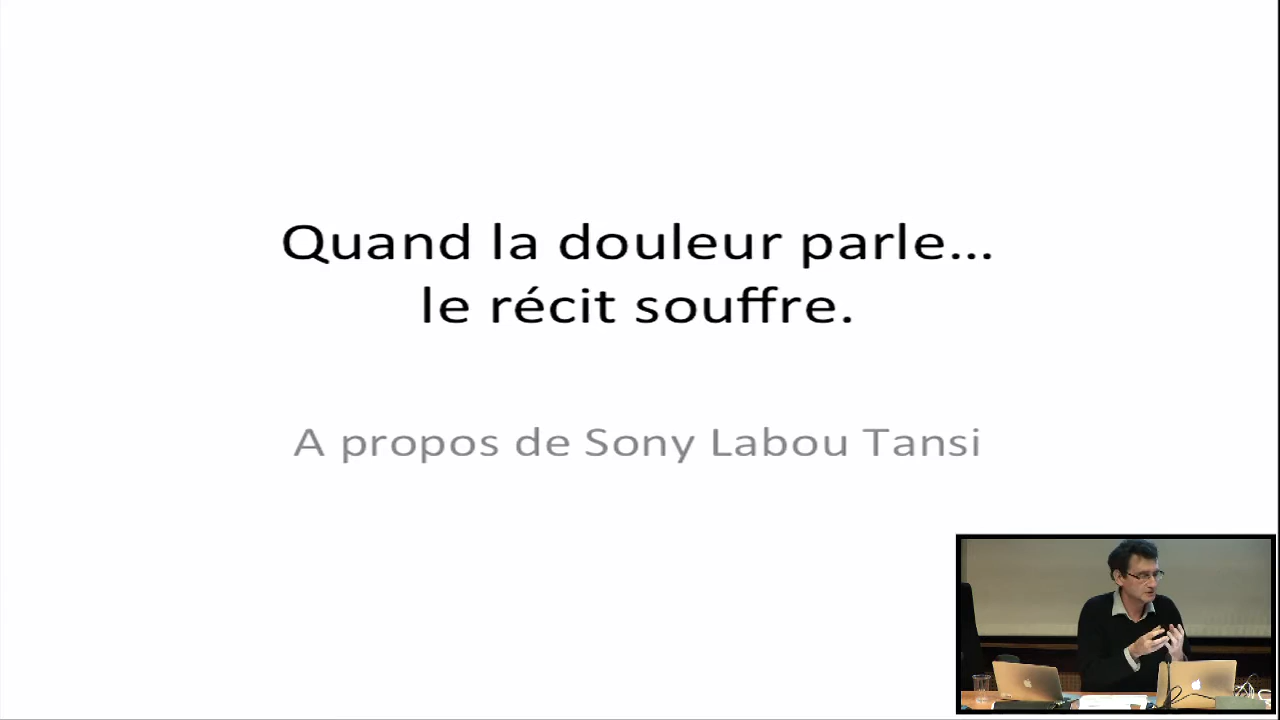 Quand la douleur parle...
le récit souffre.
A propos de Sony Labou Tansi